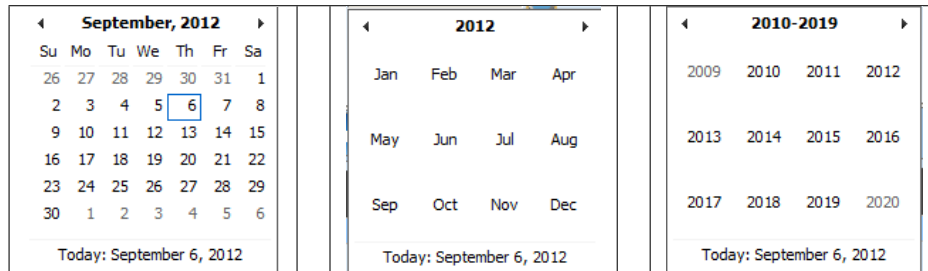 September, 2012
Su Mo Tu We Th Fr Sa
26 27 28 29 30 31 1
2 3 4 5 6 7 8
9 10 11 12 13 14 15
16 17 18 19 20 21 22
23 24 25 26 27 28 29
30 1 2 3 4 5 6
Today: September 6, 2012
2012
Jan Feb Mar Apr
May Jun Jul Aug
Sep Oct Nov Dec
Today: September 6, 2012
2010-2019
2009 2010 2011 2012
2013 2014 2015 2016
2017 2018 2019 2020
Today: September 6, 2012